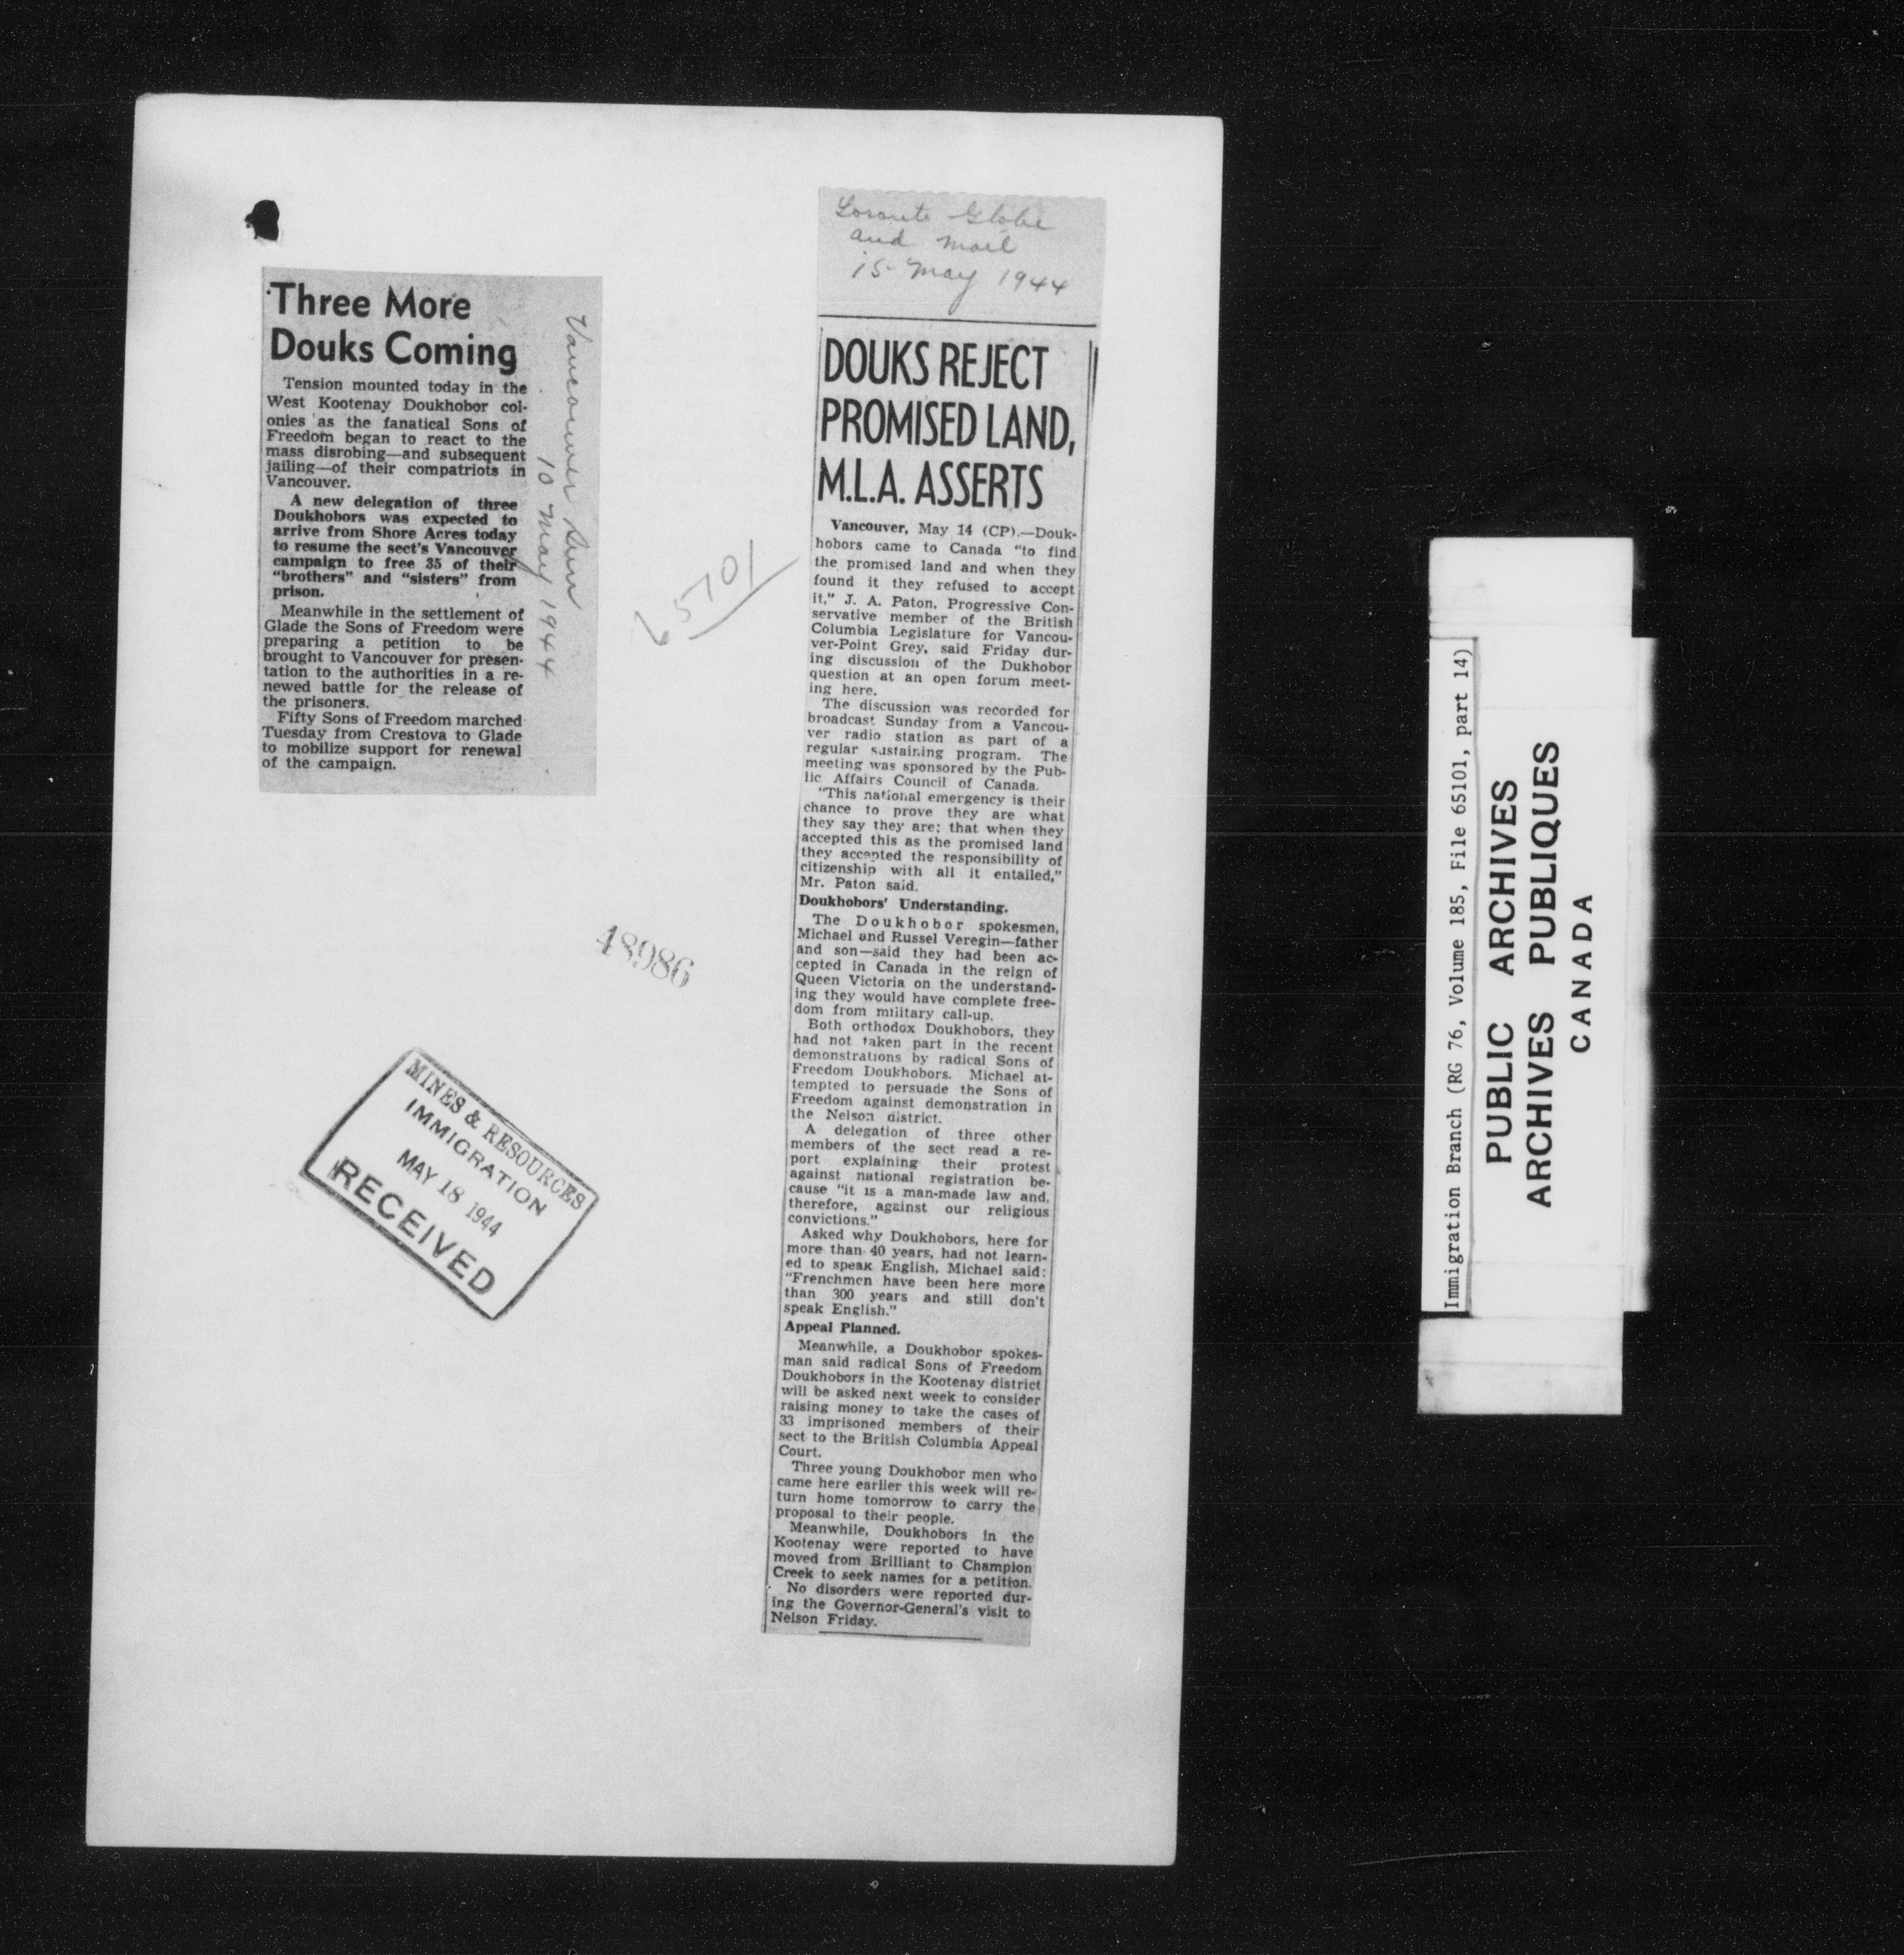 Three More
Douks Coming
Tension mounted today in the
West Kootenay Doukhobor col-
onies as the fanatical Sons of
Freedom began to react to the
mass disrobing—and subsequent
jailing—of their compatriots in
Vancouver.
A new delegation of three
Doukhobors was expected to
arrive from Shore Acres today
to resume the sect's Vancouver
campaign to free 35 of their
"brothers" and "sisters" from
prison.
Meanwhile in the settlement of
Glade the Sons of Freedom were
preparing a petition to be
brought to Vancouver for presen-
tation to the authorities in a re-
newed battle for the release of
the prisoners.
Fifty Sons of Freedom marched
Tuesday from Crestova to Glade
to mobilize support for renewal
of the campaign.
Vancouver Sun
10 May 1944
65101
48986
MINES & RESOURCES
IMMIGRATION
MAY 18 1944
RECEIVED
Toronto Globe
and Mail
15 May 1944
DOUKS REJECT
PROMISED LAND,
M.L.A. ASSERTS
Vancouver, May 14 (CP).—Douk-
hobors came to Canada "to find
the promised land and when they
found it they refused to accept
it," J. A. Paton, Progressive Con-
servative member of the British
Columbia Legislature for Vancou-
ver-Point Grey, said Friday dur-
ing discussion of the Dukhobor
question at an open forum meet-
ing here.
The discussion was recorded for
broadcast Sunday from a Vancou-
ver radio station as part of a
regular sustaining program. The
meeting was sponsored by the Pub-
lic Affairs Council of Canada.
"This national emergency is their
chance to prove they are what
they say they are; that when they
accepted this as the promised land
they accepted the responsibility of
citizenship with all it entailed,"
Mr. Paton said.
Doukhobors' Understanding.
The Doukhobor spokesmen,
Michael and Russel Veregin—father
and son—said they had been ac-
cepted in Canada in the reign of
Queen Victoria on the understand-
ing they would have complete free-
dom from military call-up.
Both orthodox Doukhobors, they
had not taken part in the recent
demonstrations by radical Sons of
Freedom Doukhobors. Michael at-
tempted to persuade the Sons of
Freedom against demonstration in
the Nelson district.
A delegation of three other
members of the sect read a re-
port explaining their protest
against national registration be-
cause "it is a man-made law and,
therefore, against our religious
convictions."
Asked why Doukhobors, here for
more than 40 years, had not learn-
ed to speak English, Michael said:
"Frenchmen have been here more
than 300 years and still don't
speak English."
Appeal Planned.
Meanwhile, a Doukhobor spokes-
man said radical Sons of Freedom
Doukhobors in the Kootenay district
will be asked next week to consider
raising money to take the cases of
33 imprisoned members of their
sect to the British Columbia Appeal
Court.
Three young Doukhobor men who
came here earlier this week will re-
turn home tomorrow to carry the
proposal to their people.
Meanwhile, Doukhobors in the
Kootenay were reported to have
moved from Brilliant to Champion
Creek to seek names for a petition.
No disorders were reported dur-
ing the Governor-General's visit to
Nelson Friday.
Immigration Branch (RG 76, Volume 185, File 65101, part 14)
PUBLIC ARCHIVES
ARCHIVES PUBLIQUES
CANADA